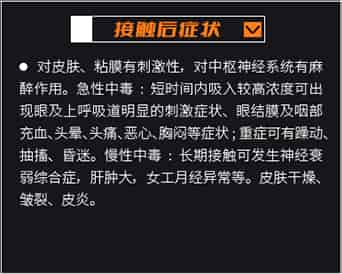 接触后症状
● 对皮肤、粘膜有刺激性，对中枢神经系统有麻
醉作用。急性中毒：短时间内吸入较高浓度可出
现眼及上呼吸道明显的刺激症状、眼结膜及咽部
充血、头晕、头痛、恶心、胸闷等症状；重症可有躁动、
抽搐、昏迷。慢性中毒：长期接触可发生神经衰
弱综合症，肝肿大，女工月经异常等。皮肤干燥、
皱裂、皮炎。